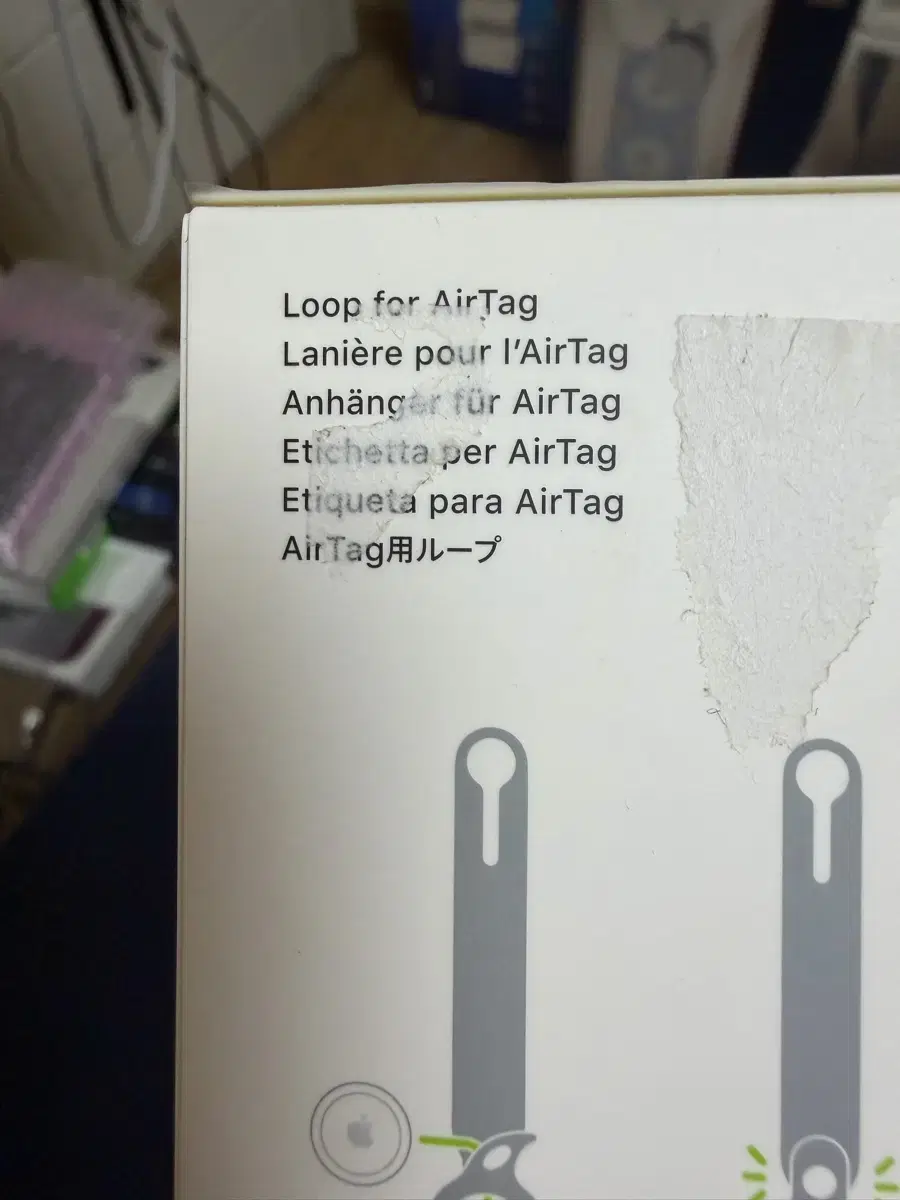 Loop for AirTag
Lanière pour l'AirTag
Anhänger für AirTag
Etichetta per AirTag
Etiqueta para AirTag
AirTag用ループ